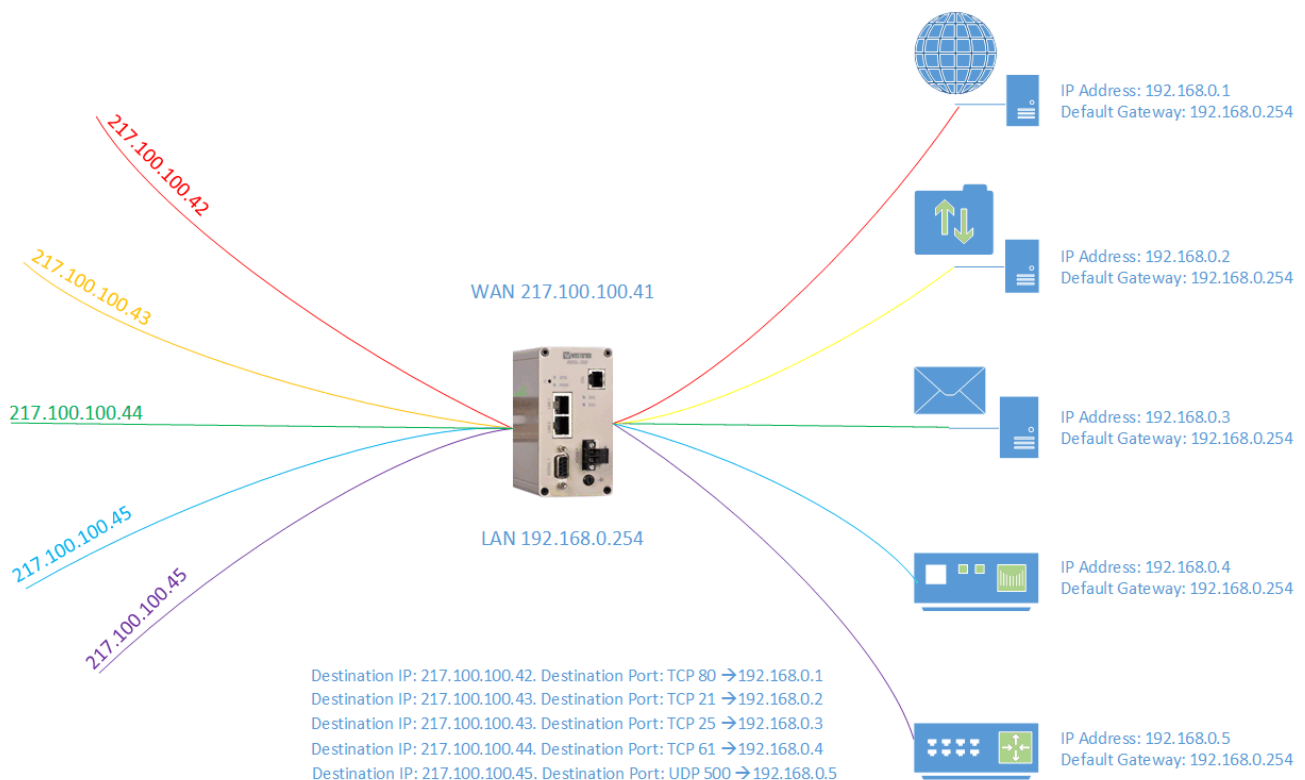 217.100.100.42
217.100.100.43
217.100.100.44
217.100.100.45
217.100.100.45
WAN 217.100.100.41
LAN 192.168.0.254
IP Address: 192.168.0.1
Default Gateway: 192.168.0.254
IP Address: 192.168.0.2
Default Gateway: 192.168.0.254
IP Address: 192.168.0.3
Default Gateway: 192.168.0.254
IP Address: 192.168.0.4
Default Gateway: 192.168.0.254
IP Address: 192.168.0.5
Default Gateway: 192.168.0.254
Destination IP: 217.100.100.42. Destination Port: TCP 80 →192.168.0.1
Destination IP: 217.100.100.43. Destination Port: TCP 21 →192.168.0.2
Destination IP: 217.100.100.43. Destination Port: TCP 25 →192.168.0.3
Destination IP: 217.100.100.44. Destination Port: TCP 61 →192.168.0.4
Destination IP: 217.100.100.45. Destination Port: UDP 500 →192.168.0.5